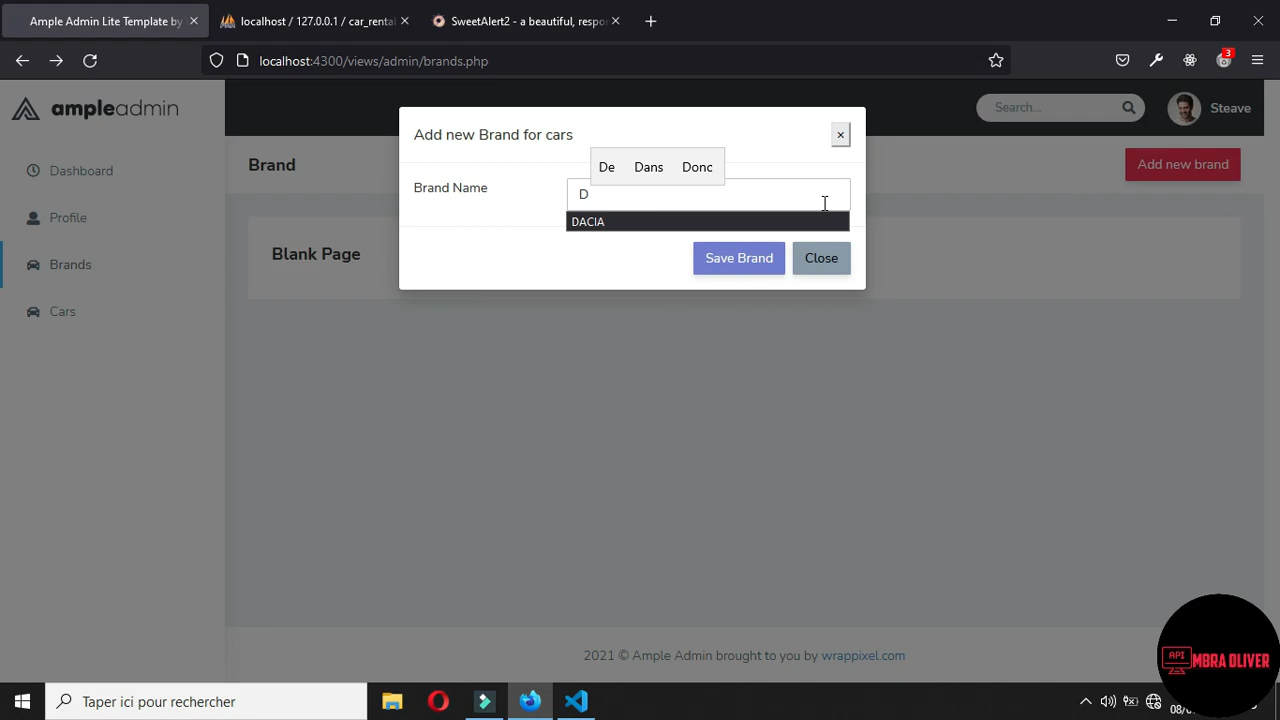 Ample Admin Lite Template by
localhost / 127.0.0.1 / car_rental
SweetAlert2 - a beautiful, respor
localhost:4300/views/admin/brands.php
3
ampleadmin
Search...
Steave
Dashboard
Profile
Brands
Cars
Brand
Add new brand
Add new Brand for cars
×
De Dans Donc
Brand Name
D
DACIA
Save Brand
Close
Blank Page
2021 © Ample Admin brought to you by wrappixel.com
API
MBRA OLIVER
Taper ici pour rechercher